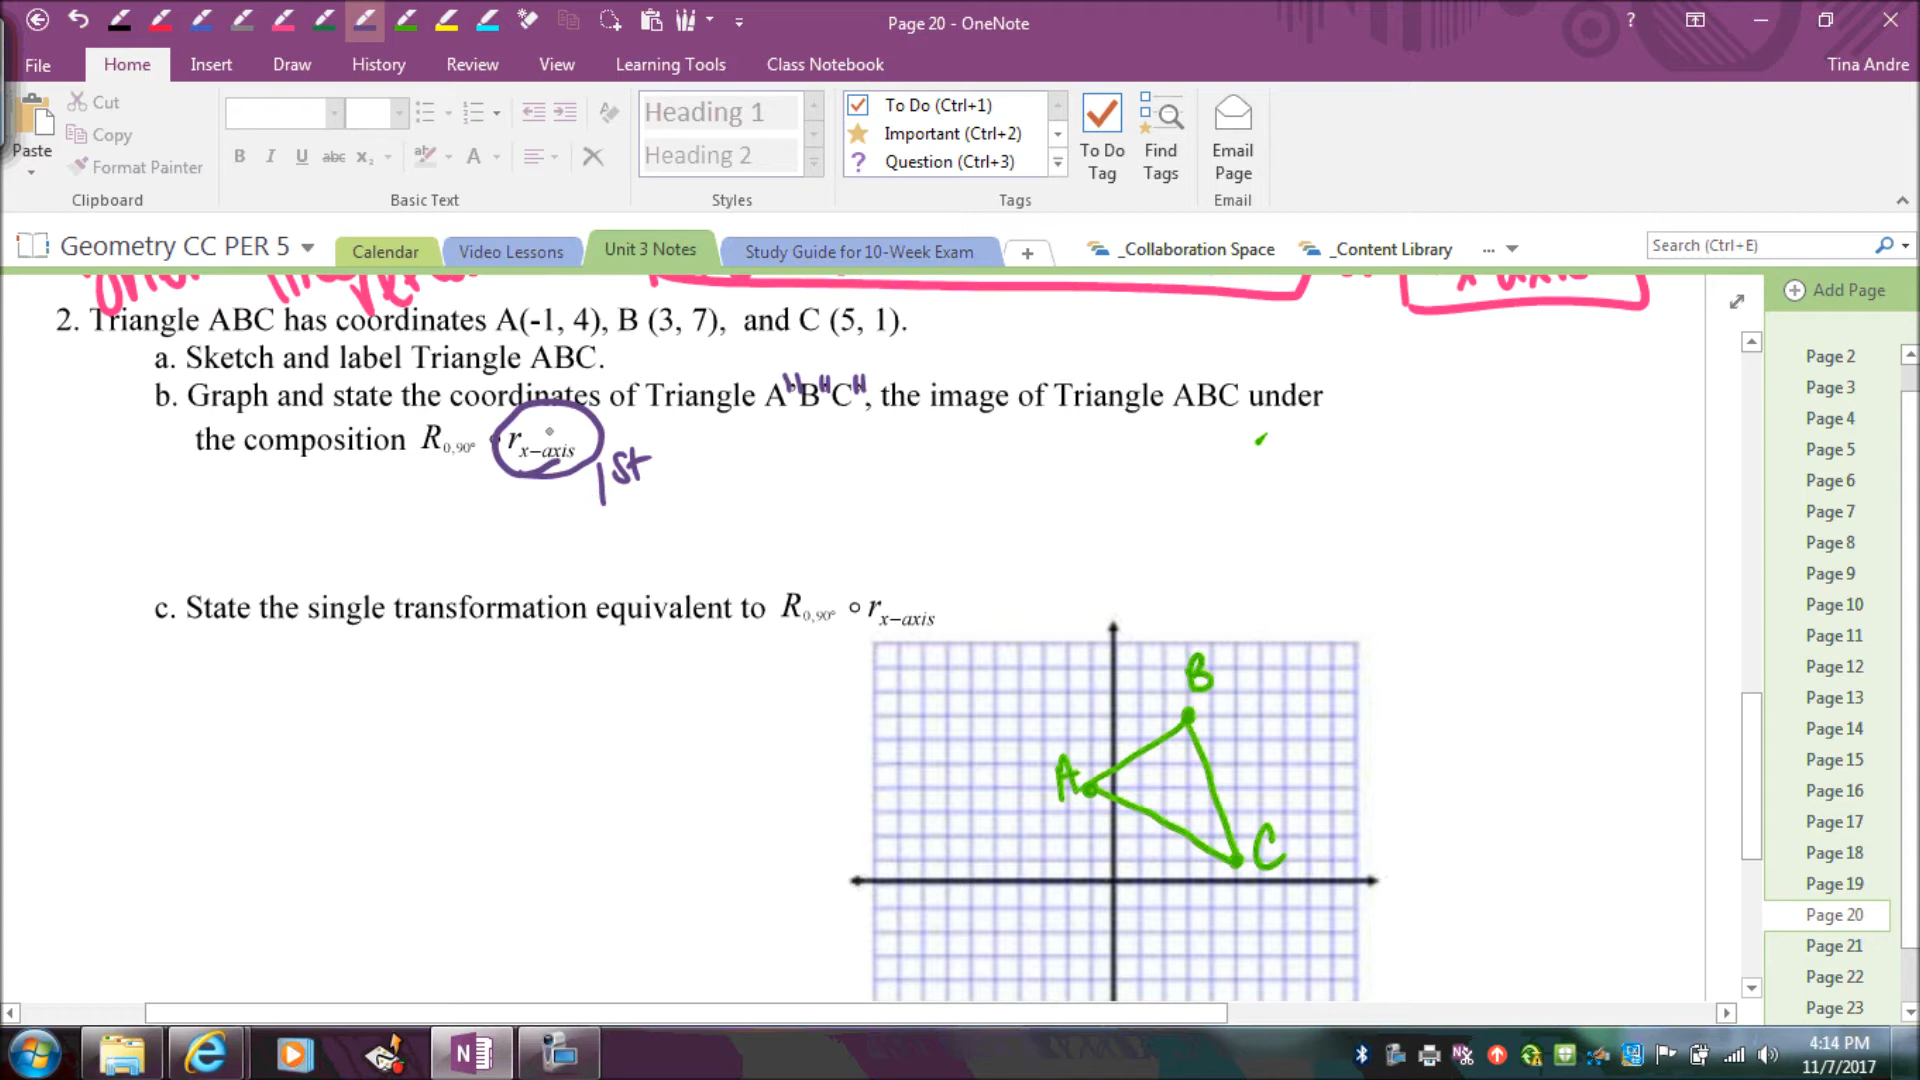 Page 20 - OneNote
?
File
Home
Insert
Draw
History
Review
View
Learning Tools
Class Notebook
Tina Andre
Paste
Cut
Copy
Format Painter
Clipboard
B I U abc x₂ A
Basic Text
Heading 1
Heading 2
Styles
To Do (Ctrl+1)
Important (Ctrl+2)
? Question (Ctrl+3)
Tags
To Do Tag
Find Tags
Email Page
Email
Geometry CC PER 5
Calendar
Video Lessons
Unit 3 Notes
Study Guide for 10-Week Exam
+
_Collaboration Space
_Content Library
...
Search (Ctrl+E)
Add Page
2. Triangle ABC has coordinates A(-1, 4), B (3, 7), and C (5, 1).
a. Sketch and label Triangle ABC.
b. Graph and state the coordinates of Triangle A"B"C", the image of Triangle ABC under
the composition R₀,₉₀° ∘ r x-axis
1st
c. State the single transformation equivalent to R₀,₉₀° ∘ r x-axis
B
A
C
Page 2
Page 3
Page 4
Page 5
Page 6
Page 7
Page 8
Page 9
Page 10
Page 11
Page 12
Page 13
Page 14
Page 15
Page 16
Page 17
Page 18
Page 19
Page 20
Page 21
Page 22
Page 23
4:14 PM
11/7/2017